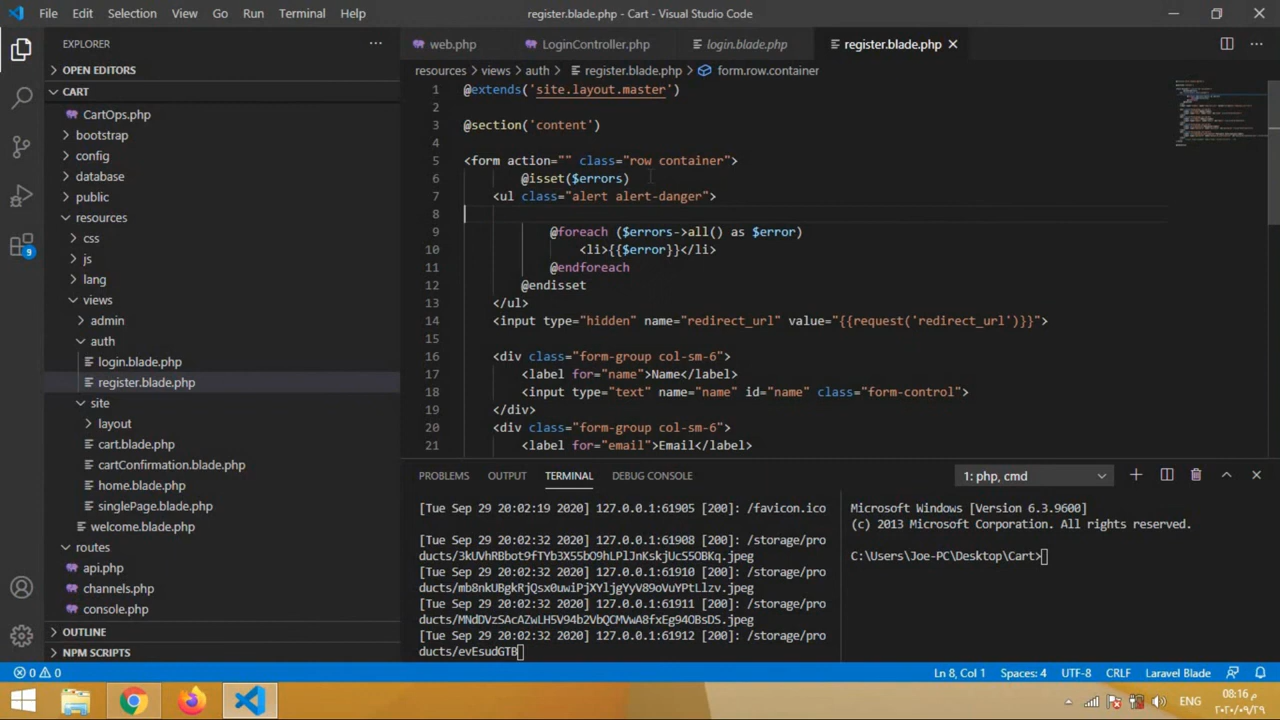 File Edit Selection View Go Run Terminal Help register.blade.php - Cart - Visual Studio Code
EXPLORER
web.php LoginController.php login.blade.php register.blade.php
OPEN EDITORS
resources > views > auth > register.blade.php > form.row.container
CART
CartOps.php
bootstrap
config
database
public
resources
css
js
lang
views
admin
auth
login.blade.php
register.blade.php
site
layout
cart.blade.php
cartConfirmation.blade.php
home.blade.php
singlePage.blade.php
welcome.blade.php
routes
api.php
channels.php
console.php
OUTLINE
NPM SCRIPTS
9
1 @extends('site.layout.master')
2
3 @section('content')
4
5 <form action="" class="row container">
6 @isset($errors)
7 <ul class="alert alert-danger">
8
9 @foreach ($errors->all() as $error)
10 <li>{{$error}}</li>
11 @endforeach
12 @endisset
13 </ul>
14 <input type="hidden" name="redirect_url" value="{{request('redirect_url')}}">
15
16 <div class="form-group col-sm-6">
17 <label for="name">Name</label>
18 <input type="text" name="name" id="name" class="form-control">
19 </div>
20 <div class="form-group col-sm-6">
21 <label for="email">Email</label>
PROBLEMS OUTPUT TERMINAL DEBUG CONSOLE 1: php, cmd
[Tue Sep 29 20:02:19 2020] 127.0.0.1:61905 [200]: /favicon.ico
[Tue Sep 29 20:02:32 2020] 127.0.0.1:61908 [200]: /storage/pro
ducts/3kUVhRBbot9fTYb3X55bO9hLPlJnKskjUcS5OBKq.jpeg
[Tue Sep 29 20:02:32 2020] 127.0.0.1:61910 [200]: /storage/pro
ducts/mb8nkUBgkRjQsx0uwiPjXYljgYyV89oVuYPtLlzv.jpeg
[Tue Sep 29 20:02:32 2020] 127.0.0.1:61911 [200]: /storage/pro
ducts/MNdDVzSAcAZwLH5V94b2VbQCMVwA8fxEg94OBsDS.jpeg
[Tue Sep 29 20:02:32 2020] 127.0.0.1:61912 [200]: /storage/pro
ducts/evEsudGTB
Microsoft Windows [Version 6.3.9600]
(c) 2013 Microsoft Corporation. All rights reserved.
C:\Users\Joe-PC\Desktop\Cart>
0 0 Ln 8, Col 1 Spaces: 4 UTF-8 CRLF Laravel Blade
ENG 08:16 م
٢٠٢٠/٠٩/٢٩